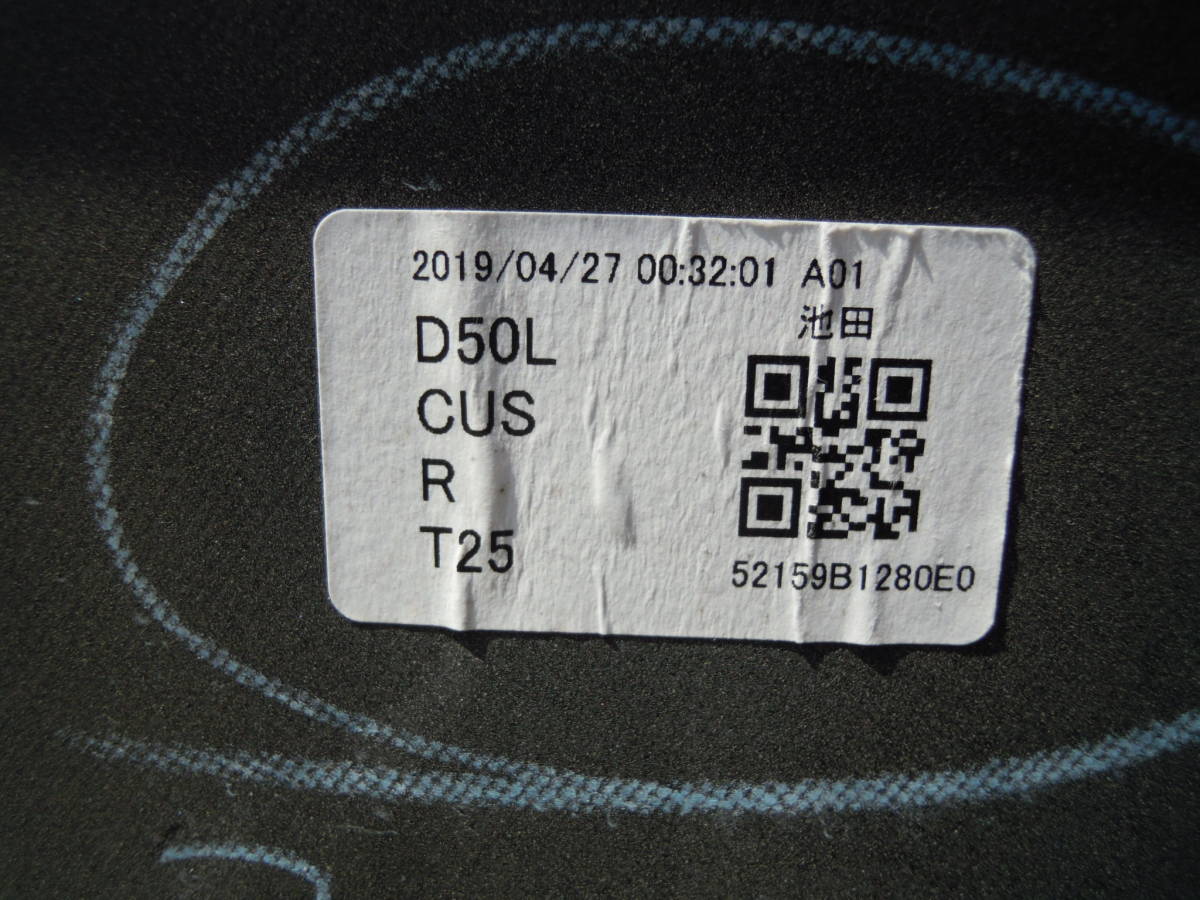 2019/04/27 00:32:01 A01
池田
D50L
CUS
R
T25
52159B1280E0